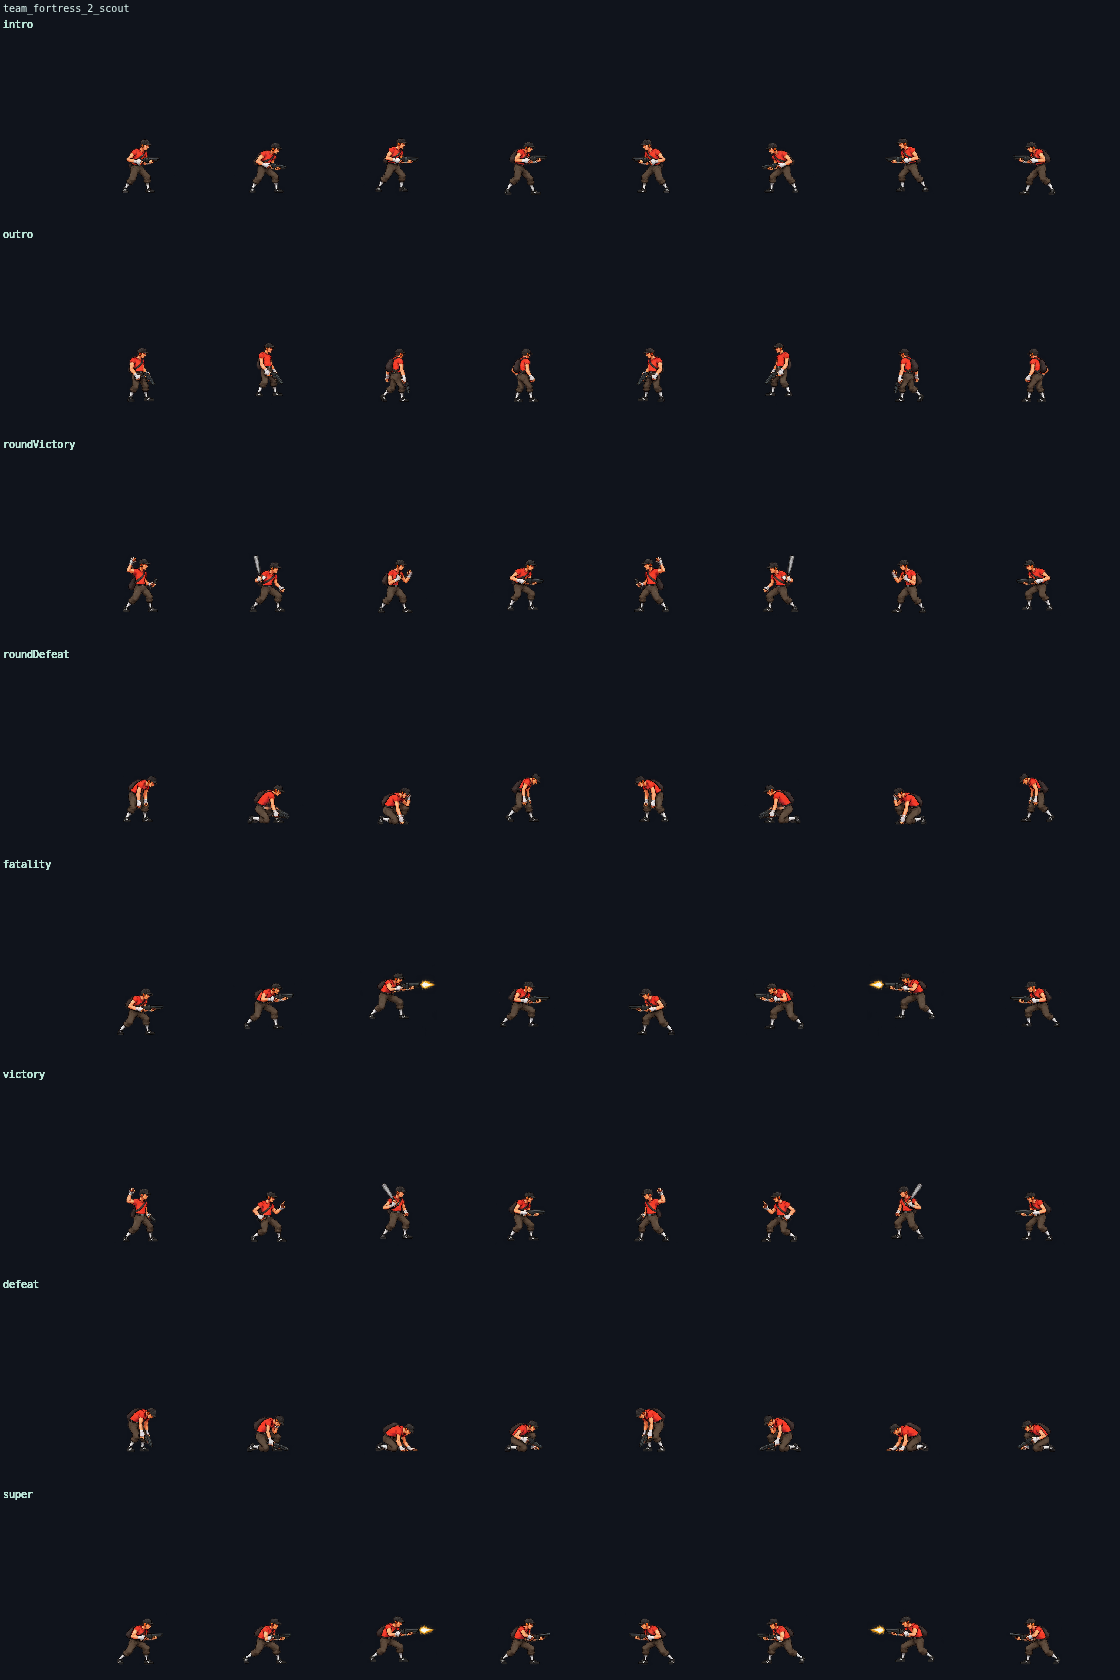 team_fortress_2_scout
intro
outro
roundVictory
roundDefeat
fatality
victory
defeat
super